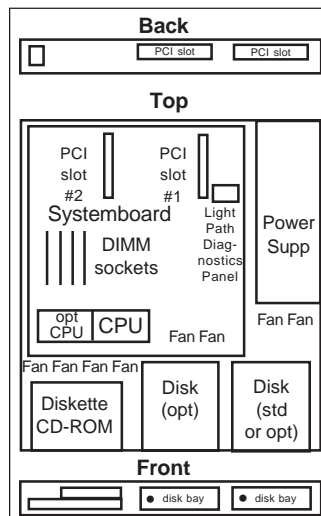 Back
PCI slot
PCI slot
Top
PCI
slot
#2
PCI
slot
#1
Systemboard
DIMM
sockets
Light
Path
Diag-
nostics
Panel
Power
Supp
opt
CPU
CPU
Fan Fan
Fan Fan
Fan Fan Fan Fan
Diskette
CD-ROM
Disk
(opt)
Disk
(std
or opt)
Front
disk bay
disk bay